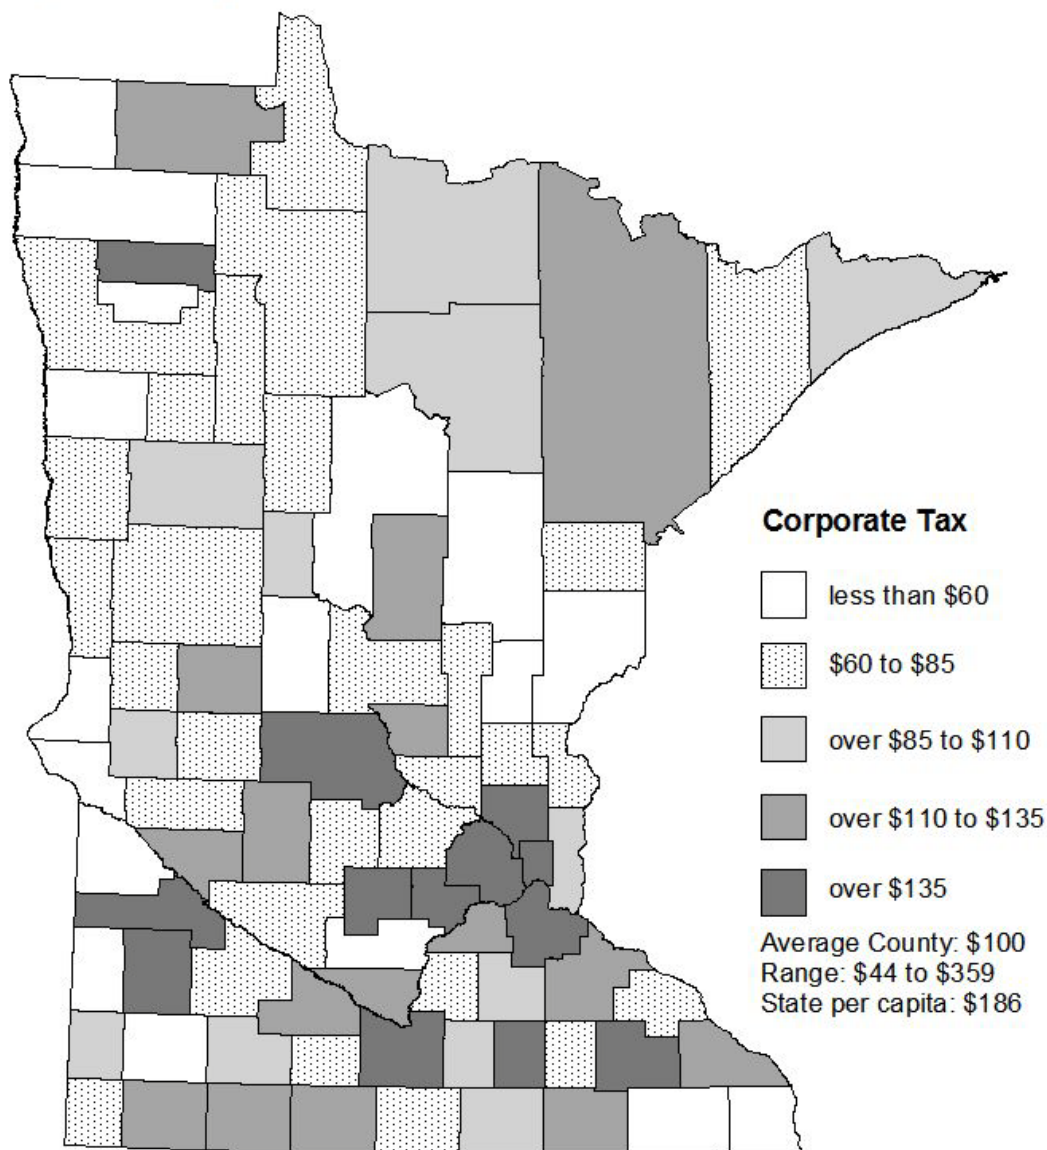 Corporate Tax
less than $60
$60 to $85
over $85 to $110
over $110 to $135
over $135
Average County: $100
Range: $44 to $359
State per capita: $186